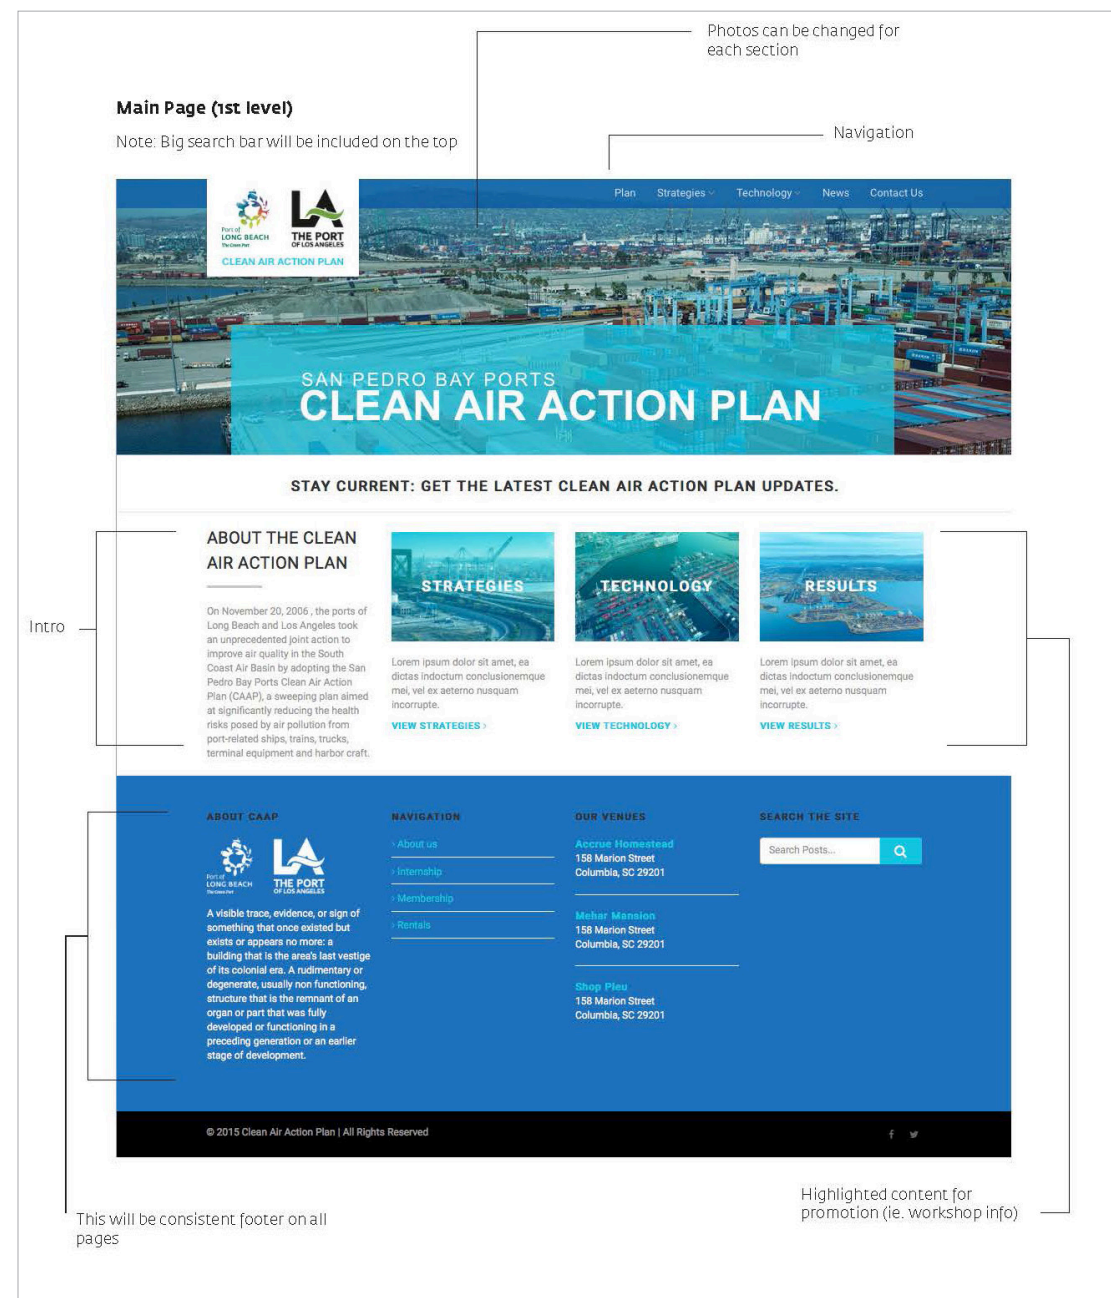 Photos can be changed for
each section
Main Page (1st level)
Note: Big search bar will be included on the top
Navigation
Plan Strategies Technology News Contact Us
Port of
LONG BEACH
The Green Port
LA
THE PORT
OF LOS ANGELES
CLEAN AIR ACTION PLAN
SAN PEDRO BAY PORTS
CLEAN AIR ACTION PLAN
STAY CURRENT: GET THE LATEST CLEAN AIR ACTION PLAN UPDATES.
Intro
ABOUT THE CLEAN
AIR ACTION PLAN
On November 20, 2006 , the ports of
Long Beach and Los Angeles took
an unprecedented joint action to
improve air quality in the South
Coast Air Basin by adopting the San
Pedro Bay Ports Clean Air Action
Plan (CAAP), a sweeping plan aimed
at significantly reducing the health
risks posed by air pollution from
port-related ships, trains, trucks,
terminal equipment and harbor craft.
STRATEGIES
Lorem ipsum dolor sit amet, ea
dictas indoctum conclusionemque
mei, vel ex aeterno nusquam
incorrupte.
VIEW STRATEGIES ›
TECHNOLOGY
Lorem ipsum dolor sit amet, ea
dictas indoctum conclusionemque
mei, vel ex aeterno nusquam
incorrupte.
VIEW TECHNOLOGY ›
RESULTS
Lorem ipsum dolor sit amet, ea
dictas indoctum conclusionemque
mei, vel ex aeterno nusquam
incorrupte.
VIEW RESULTS ›
ABOUT CAAP
Port of
LONG BEACH
The Green Port
LA
THE PORT
OF LOS ANGELES
A visible trace, evidence, or sign of
something that once existed but
exists or appears no more: a
building that is the area's last vestige
of its colonial era. A rudimentary or
degenerate, usually non functioning,
structure that is the remnant of an
organ or part that was fully
developed or functioning in a
preceding generation or an earlier
stage of development.
NAVIGATION
› About us
› Internship
› Membership
› Rentals
OUR VENUES
Accrue Homestead
158 Marion Street
Columbia, SC 29201
Mehar Mansion
158 Marion Street
Columbia, SC 29201
Shop Pleu
158 Marion Street
Columbia, SC 29201
SEARCH THE SITE
Search Posts...
© 2015 Clean Air Action Plan | All Rights Reserved
Highlighted content for
promotion (ie. workshop info)
This will be consistent footer on all
pages